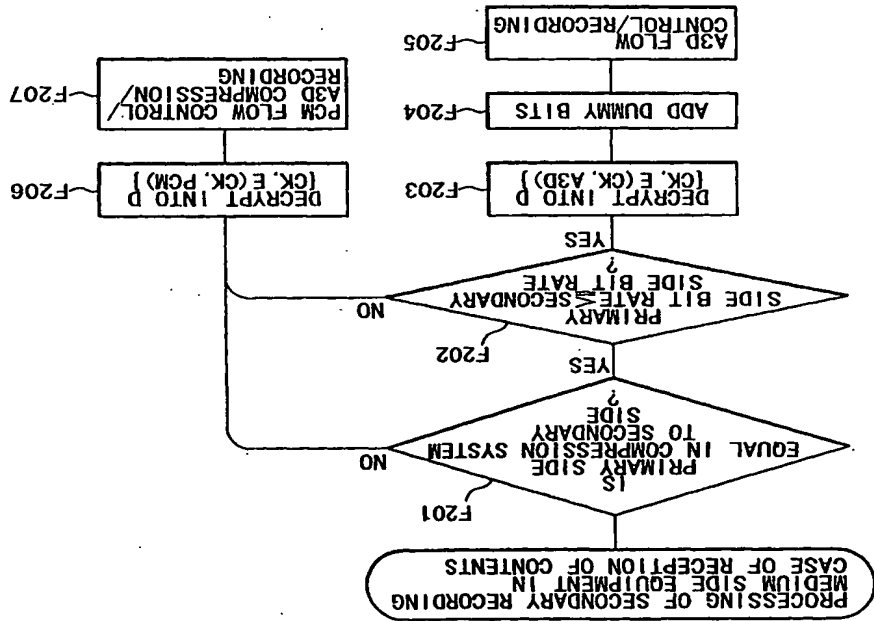 PROCESSING OF SECONDARY RECORDING
MEDIUM SIDE EQUIPMENT IN
CASE OF RECEPTION OF CONTENTS
F201
IS
PRIMARY SIDE
EQUAL IN COMPRESSION SYSTEM
TO SECONDARY
SIDE
?
NO
YES
F202
PRIMARY
SIDE BIT RATE≦SECONDARY
SIDE BIT RATE
?
NO
YES
F203
DECRYPT INTO D
{CK, E(CK, A3D)}
F204
ADD DUMMY BITS
F205
A3D FLOW
CONTROL/RECORDING
F206
DECRYPT INTO D
{CK, E(CK, PCM)}
F207
PCM FLOW CONTROL/
A3D COMPRESSION/
RECORDING